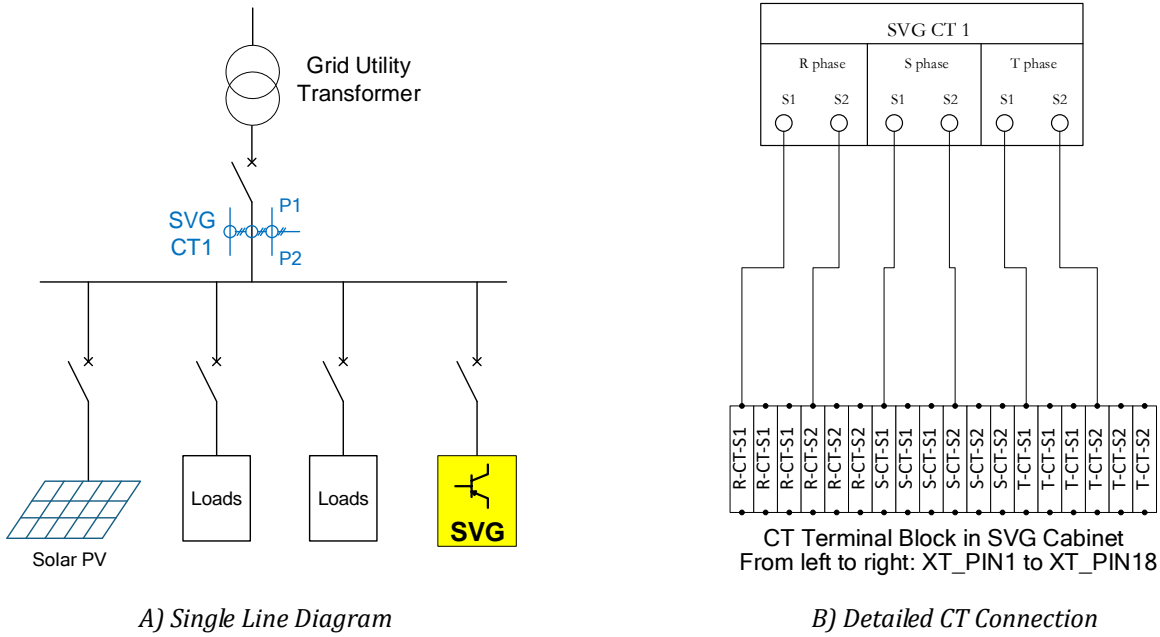 Grid Utility
Transformer
SVG
CT1
P1
P2
Loads
Loads
SVG
Solar PV
A) Single Line Diagram
SVG CT 1
R phase
S phase
T phase
S1
S2
S1
S2
S1
S2
R-CT-S1
R-CT-S1
R-CT-S1
R-CT-S2
R-CT-S2
R-CT-S2
S-CT-S1
S-CT-S1
S-CT-S1
S-CT-S2
S-CT-S2
S-CT-S2
T-CT-S1
T-CT-S1
T-CT-S1
T-CT-S2
T-CT-S2
T-CT-S2
CT Terminal Block in SVG Cabinet
From left to right: XT_PIN1 to XT_PIN18
B) Detailed CT Connection